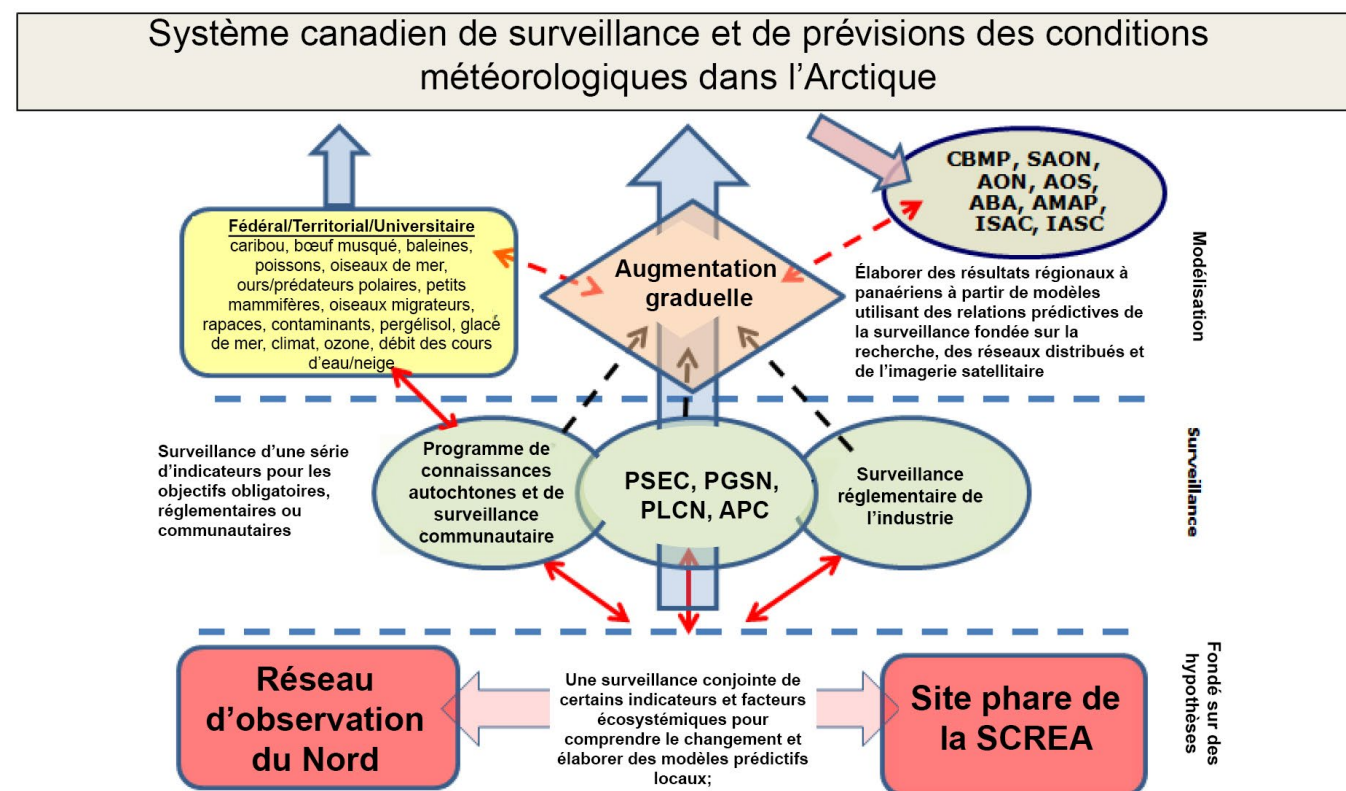 Système canadien de surveillance et de prévisions des conditions
météorologiques dans l'Arctique
Fédéral/Territorial/Universitaire
caribou, bœuf musqué, baleines,
poissons, oiseaux de mer,
ours/prédateurs polaires, petits
mammifères, oiseaux migrateurs,
rapaces, contaminants, pergélisol, glace
de mer, climat, ozone, débit des cours
d'eau/neige
Augmentation
graduelle
CBMP, SAON,
AON, AOS,
ABA, AMAP,
ISAC, IASC
Élaborer des résultats régionaux à
panaériens à partir de modèles
utilisant des relations prédictives de
la surveillance fondée sur la
recherche, des réseaux distribués et
de l'imagerie satellitaire
Modélisation
Surveillance d'une série
d'indicateurs pour les
objectifs obligatoires,
réglementaires ou
communautaires
Programme de
connaissances
autochtones et de
surveillance
communautaire
PSEC, PGSN,
PLCN, APC
Surveillance
réglementaire de
l'industrie
surveillance
Réseau
d'observation
du Nord
Une surveillance conjointe de
certains indicateurs et facteurs
écosystémiques pour
comprendre le changement et
élaborer des modèles prédictifs
locaux;
Site phare de
la SCREA
Fondé sur des
hypothèses